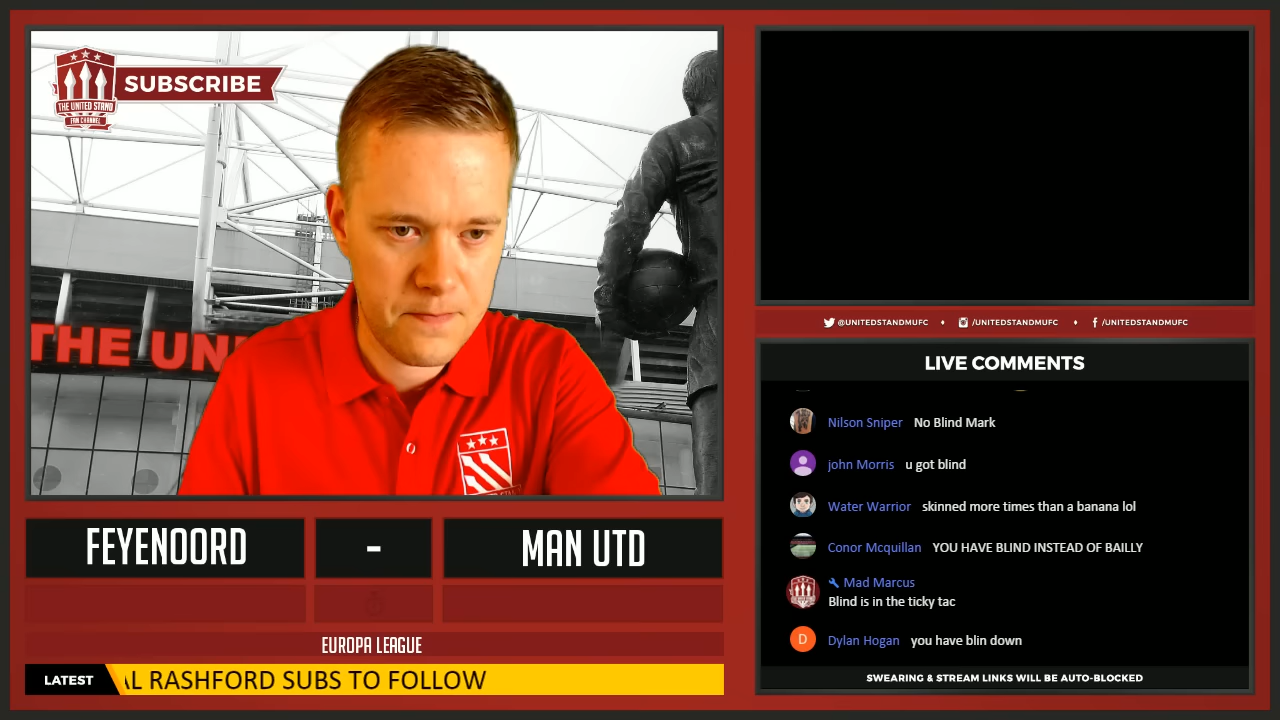 SUBSCRIBE
THE UNITED STAND
FAN CHANNEL
THE UNI
FEYENOORD
-
MAN UTD
EUROPA LEAGUE
LATEST
AL RASHFORD SUBS TO FOLLOW
@UNITEDSTANDMUFC
/UNITEDSTANDMUFC
/UNITEDSTANDMUFC
LIVE COMMENTS
Nilson Sniper No Blind Mark
john Morris u got blind
Water Warrior skinned more times than a banana lol
Conor Mcquillan YOU HAVE BLIND INSTEAD OF BAILLY
Mad Marcus
Blind is in the ticky tac
D Dylan Hogan you have blin down
SWEARING & STREAM LINKS WILL BE AUTO-BLOCKED